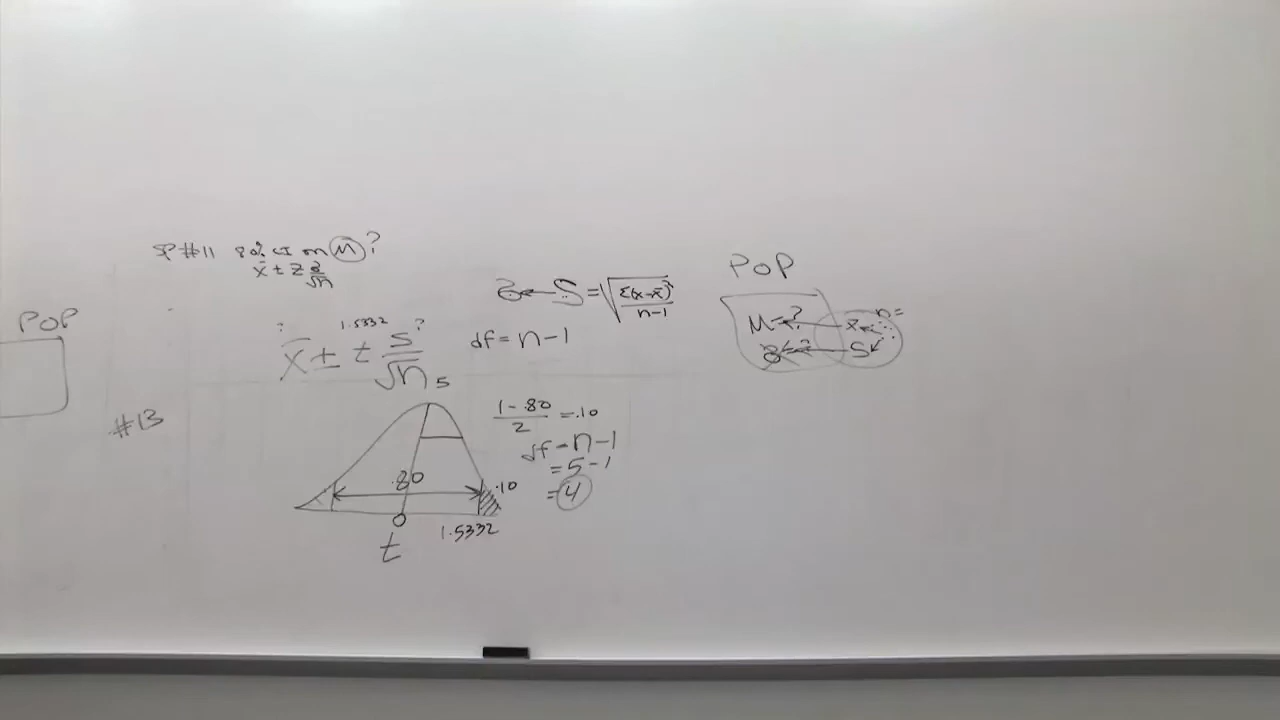 SP #11 80% CI on M ?
x̄ ± z σ/√n
POP
#13
? 1.5332 ?
x̄ ± t s/√n 5
σ ← S = √(Σ(x-x̄)²/(n-1))
df = n-1
(1-.80)/2 = .10
df = n-1
= 5-1
= 4
.80
.10
0
1.5332
t
POP
M = ? x̄ n =
σ = ? S